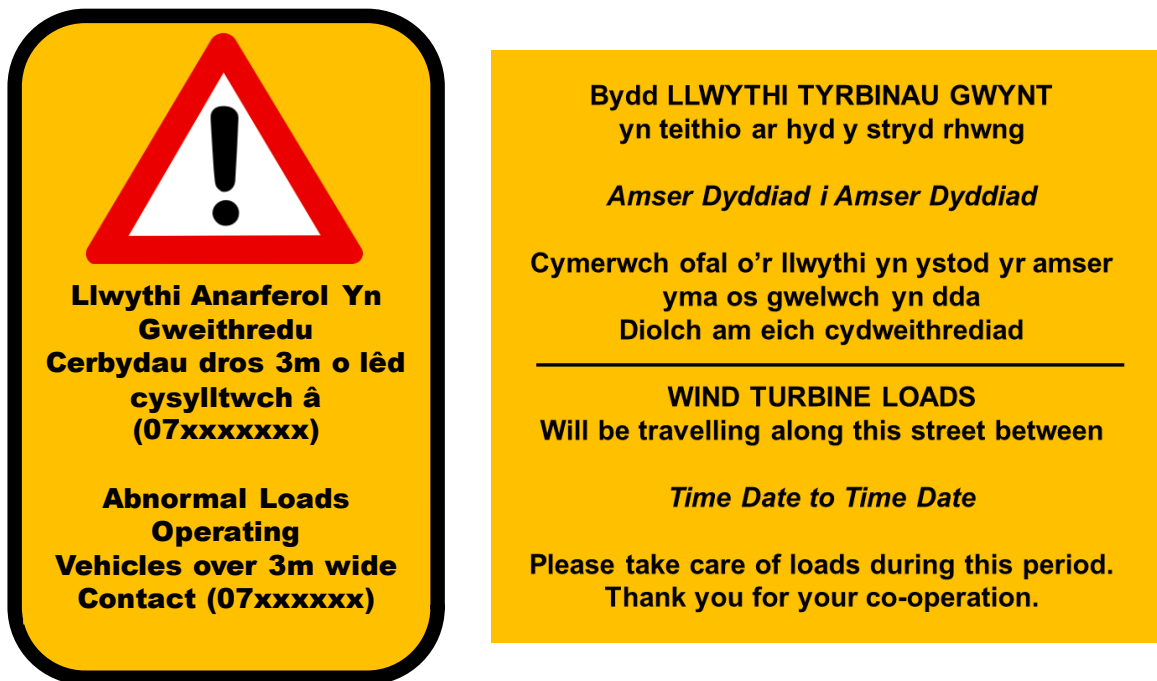 Llwythi Anarferol Yn
Gweithredu
Cerbydau dros 3m o lêd
cysylltwch â
(07xxxxxxx)
Abnormal Loads
Operating
Vehicles over 3m wide
Contact (07xxxxxx)
Bydd LLWYTHI TYRBINAU GWYNT
yn teithio ar hyd y stryd rhwng
Amser Dyddiad i Amser Dyddiad
Cymerwch ofal o’r llwythi yn ystod yr amser
yma os gwelwch yn dda
Diolch am eich cydweithrediad
WIND TURBINE LOADS
Will be travelling along this street between
Time Date to Time Date
Please take care of loads during this period.
Thank you for your co-operation.